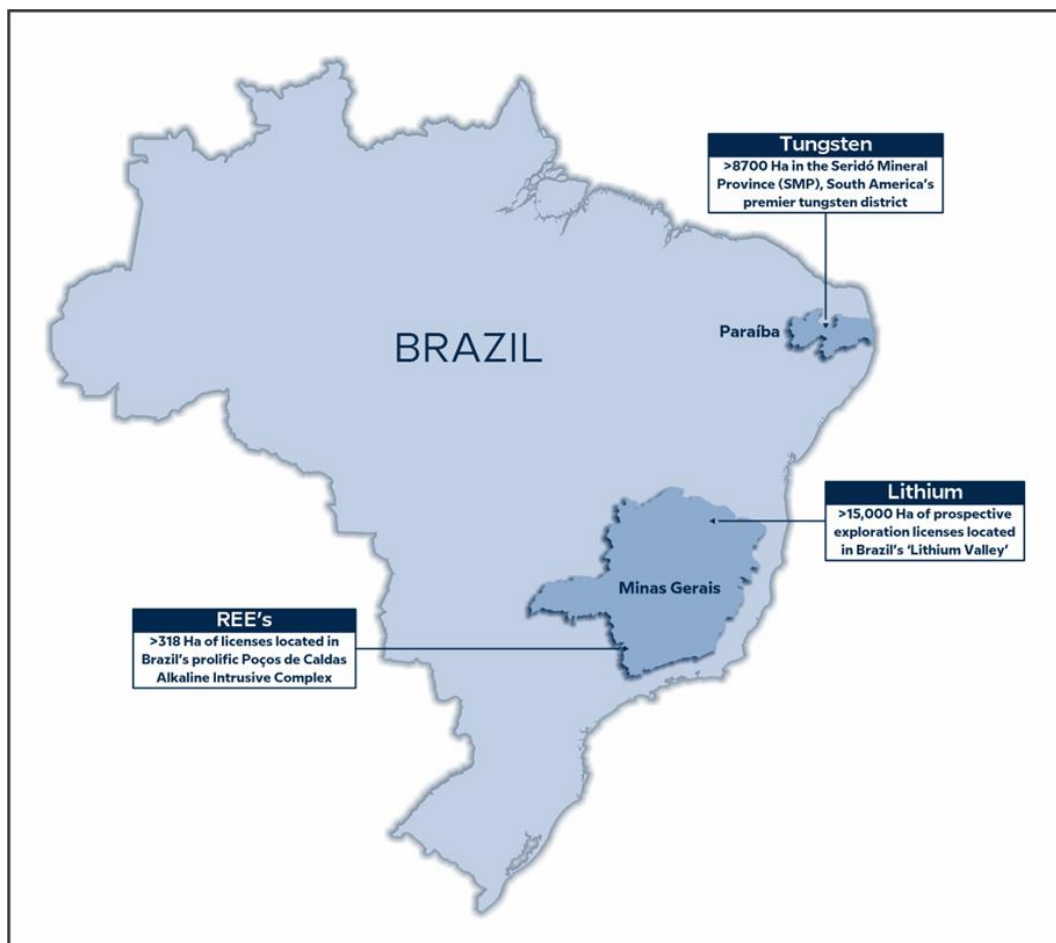 Tungsten
>8700 Ha in the Seridó Mineral
Province (SMP), South America's
premier tungsten district
Paraíba
BRAZIL
Lithium
>15,000 Ha of prospective
exploration licenses located
in Brazil's 'Lithium Valley'
Minas Gerais
REE's
>318 Ha of licenses located in
Brazil's prolific Poços de Caldas
Alkaline Intrusive Complex